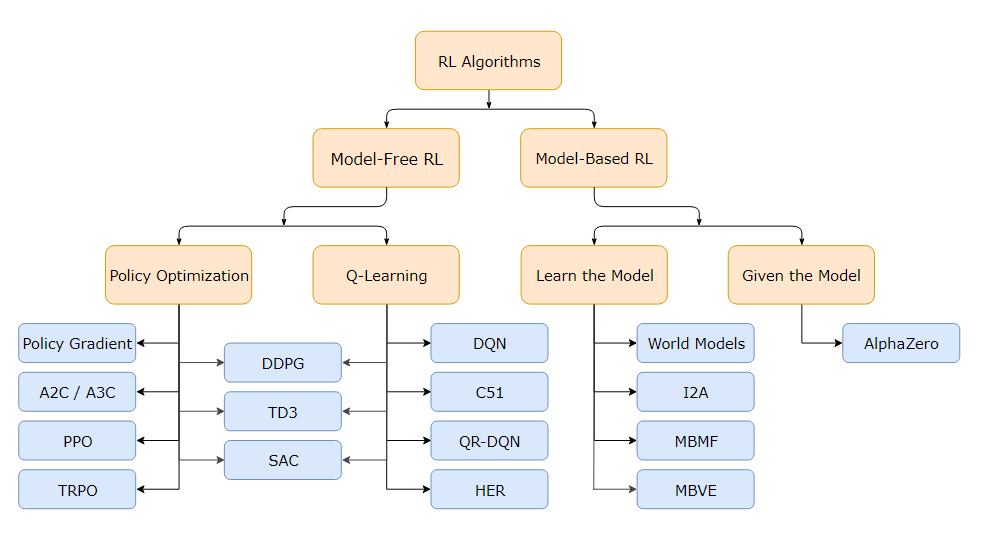 RL Algorithms
Model-Free RL
Model-Based RL
Policy Optimization
Q-Learning
Learn the Model
Given the Model
Policy Gradient
DQN
World Models
AlphaZero
DDPG
A2C / A3C
C51
I2A
TD3
PPO
QR-DQN
MBMF
SAC
TRPO
HER
MBVE